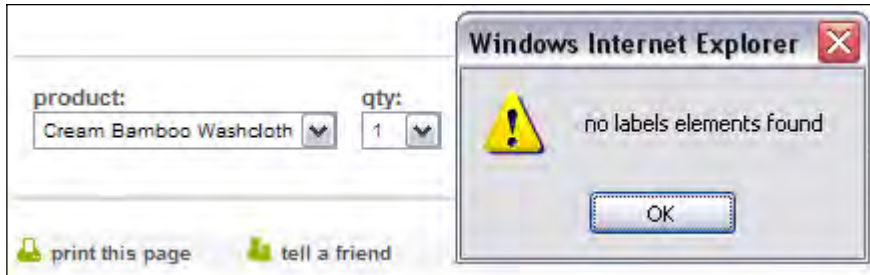 Windows Internet Explorer
product:
qty:
Cream Bamboo Washcloth
1
no labels elements found
OK
print this page
tell a friend